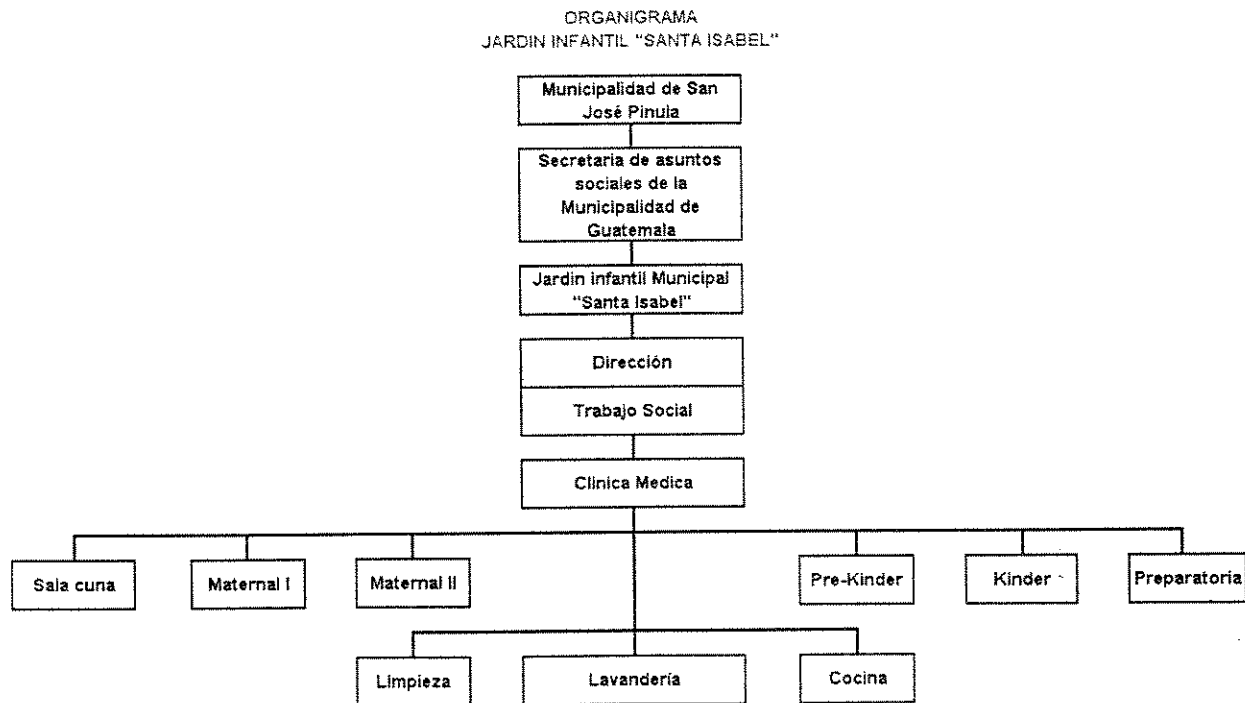 ORGANIGRAMA
JARDIN INFANTIL "SANTA ISABEL"
Municipalidad de San
José Pinula
Secretaria de asuntos
sociales de la
Municipalidad de
Guatemala
Jardin infantil Municipal
"Santa Isabel"
Dirección
Trabajo Social
Clinica Medica
Sala cuna
Maternal I
Maternal II
Pre-Kinder
Kinder
Preparatoria
Limpieza
Lavandería
Cocina